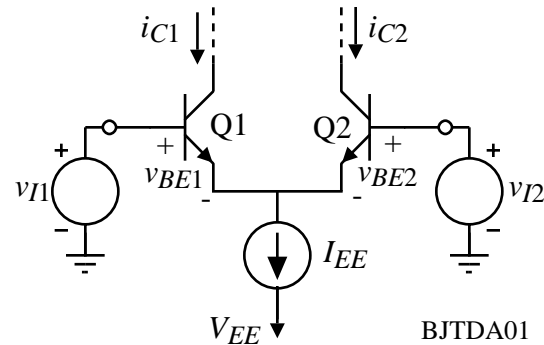 iC1 iC2
Q1 Q2
+ + + +
vI1 vBE1 vBE2 vI2
- - - -
IEE
VEE BJTDA01